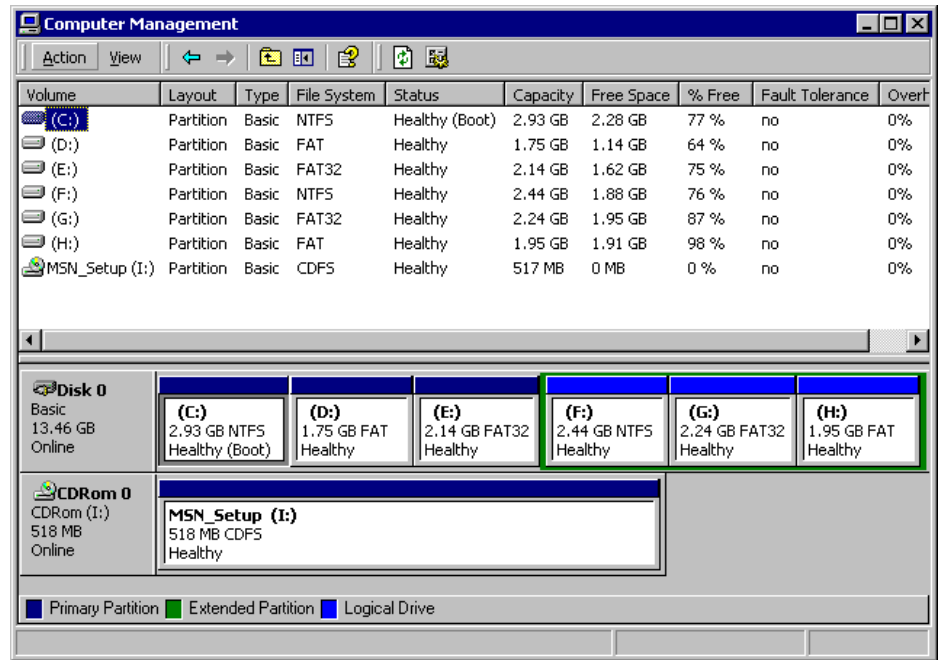 Computer Management
Action View
Volume Layout Type File System Status Capacity Free Space % Free Fault Tolerance Overh
(C:) Partition Basic NTFS Healthy (Boot) 2.93 GB 2.28 GB 77 % no 0%
(D:) Partition Basic FAT Healthy 1.75 GB 1.14 GB 64 % no 0%
(E:) Partition Basic FAT32 Healthy 2.14 GB 1.62 GB 75 % no 0%
(F:) Partition Basic NTFS Healthy 2.44 GB 1.88 GB 76 % no 0%
(G:) Partition Basic FAT32 Healthy 2.24 GB 1.95 GB 87 % no 0%
(H:) Partition Basic FAT Healthy 1.95 GB 1.91 GB 98 % no 0%
MSN_Setup (I:) Partition Basic CDFS Healthy 517 MB 0 MB 0 % no 0%
Disk 0
Basic
13.46 GB
Online
(C:)
2.93 GB NTFS
Healthy (Boot)
(D:)
1.75 GB FAT
Healthy
(E:)
2.14 GB FAT32
Healthy
(F:)
2.44 GB NTFS
Healthy
(G:)
2.24 GB FAT32
Healthy
(H:)
1.95 GB FAT
Healthy
CDRom 0
CDRom (I:)
518 MB
Online
MSN_Setup (I:)
518 MB CDFS
Healthy
Primary Partition Extended Partition Logical Drive